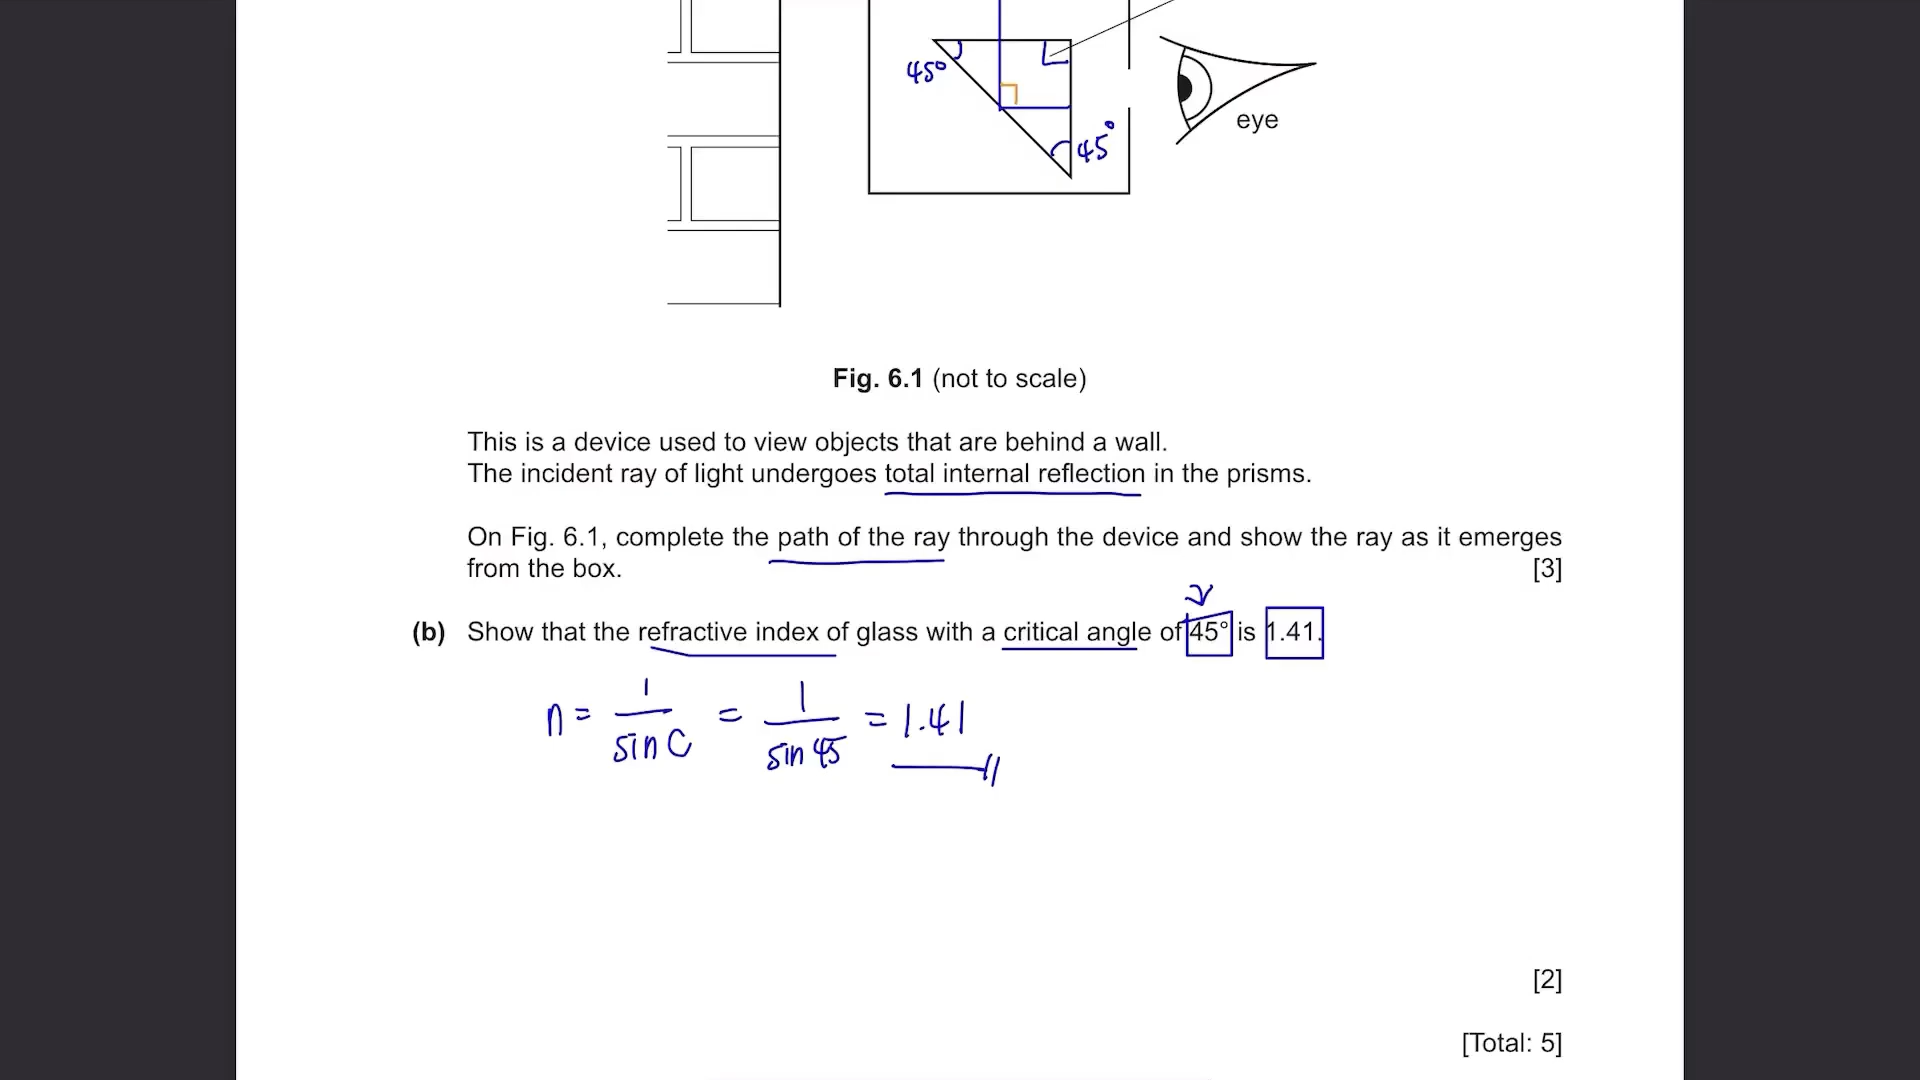 45°
45°
eye
Fig. 6.1 (not to scale)
This is a device used to view objects that are behind a wall.
The incident ray of light undergoes total internal reflection in the prisms.
On Fig. 6.1, complete the path of the ray through the device and show the ray as it emerges
from the box. [3]
(b) Show that the refractive index of glass with a critical angle of 45° is 1.41.
n = 1/sin C = 1/sin 45 = 1.41
[2]
[Total: 5]